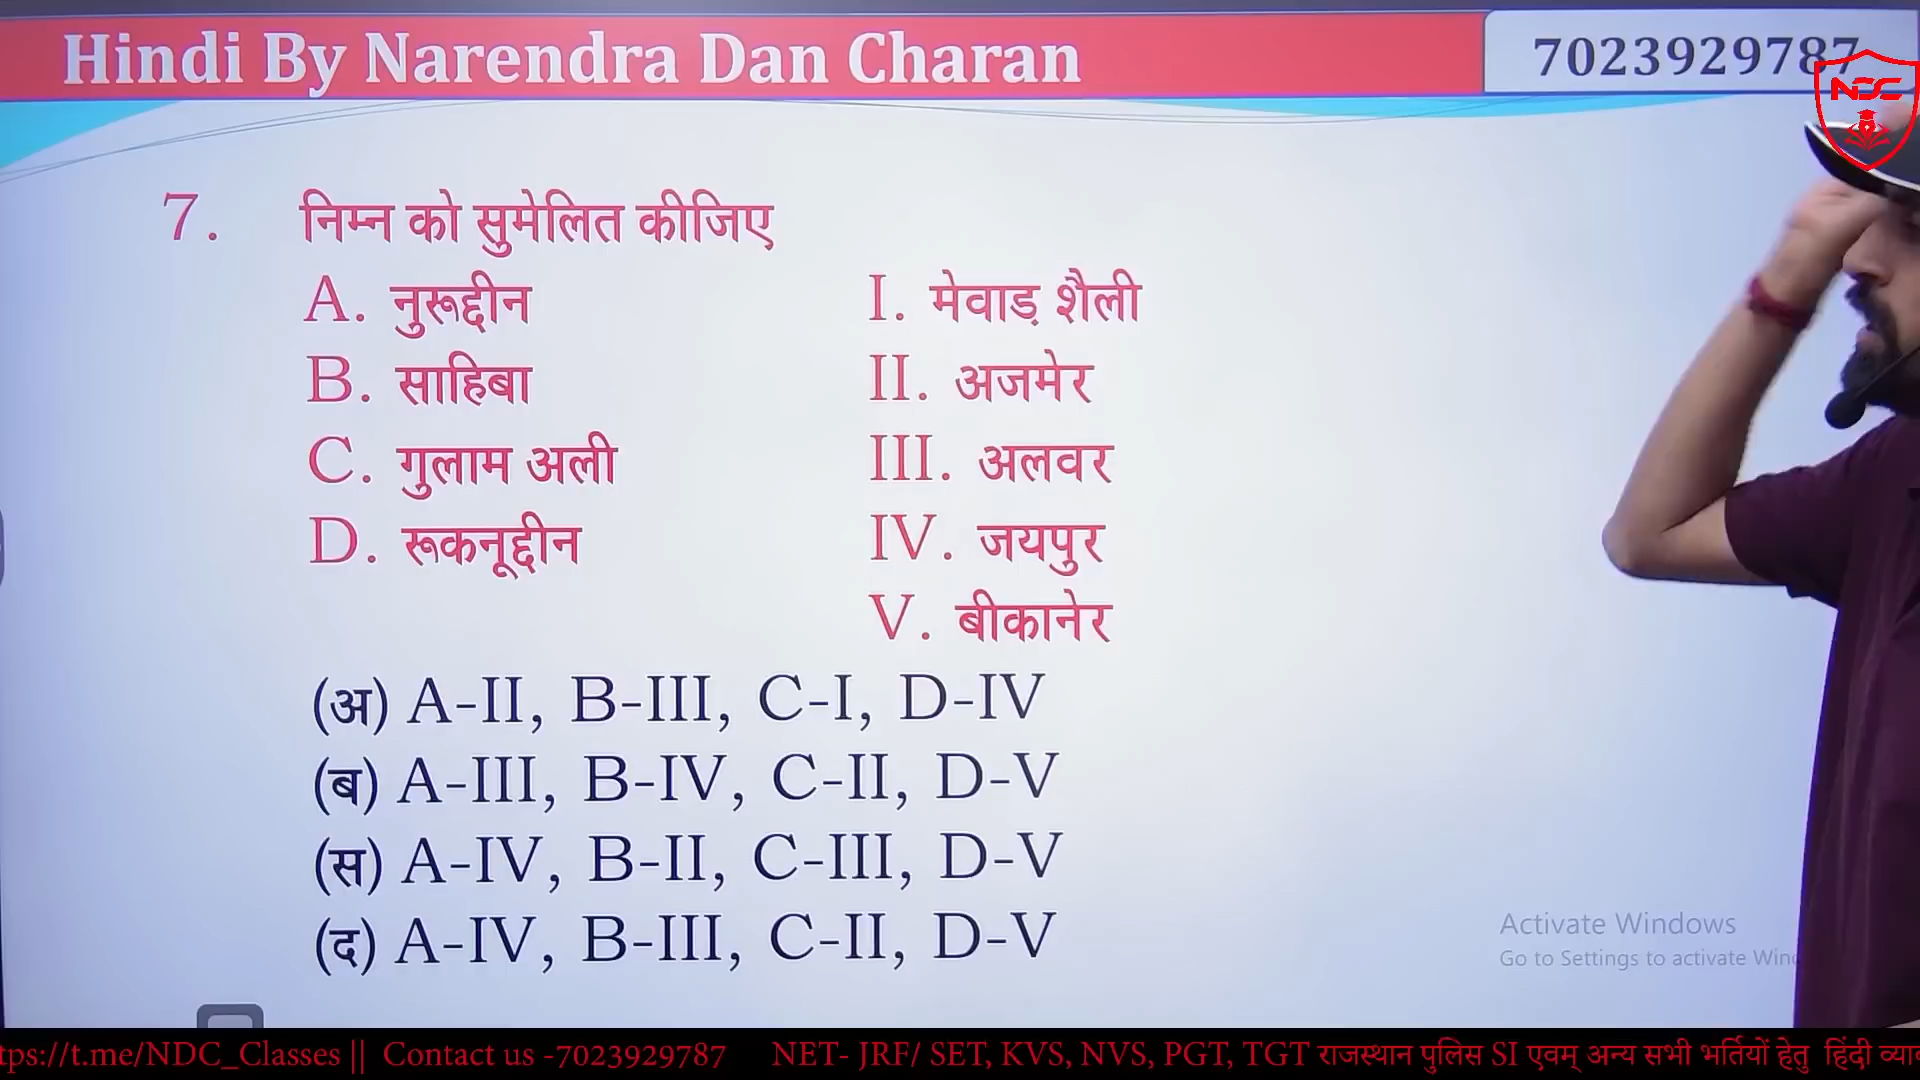 Hindi By Narendra Dan Charan
7023929787
NDC
7. निम्न को सुमेलित कीजिए
A. नुरूद्दीन I. मेवाड़ शैली
B. साहिबा II. अजमेर
C. गुलाम अली III. अलवर
D. रूकनूद्दीन IV. जयपुर
V. बीकानेर
(अ) A-II, B-III, C-I, D-IV
(ब) A-III, B-IV, C-II, D-V
(स) A-IV, B-II, C-III, D-V
(द) A-IV, B-III, C-II, D-V
Activate Windows
Go to Settings to activate
tps://t.me/NDC_Classes || Contact us -7023929787 NET- JRF/ SET, KVS, NVS, PGT, TGT राजस्थान पुलिस SI एवम् अन्य सभी भर्तियों हेतु हिंदी